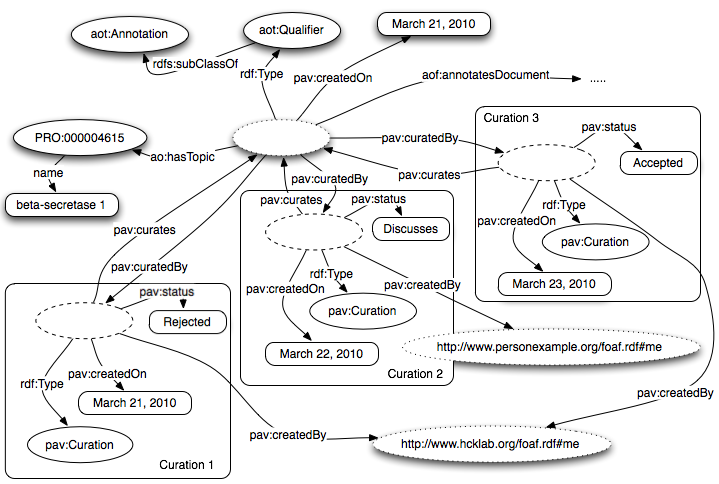 aot:Annotation
aot:Qualifier
March 21, 2010
rdfs:subClassOf
rdf:Type
pav:createdOn
aof:annotatesDocument
.....
PRO:000004615
ao:hasTopic
name
beta-secretase 1
pav:curatedBy
pav:curates
Curation 3
pav:status
Accepted
pav:createdOn
rdf:Type
pav:Curation
March 23, 2010
pav:curatedBy
pav:curates
pav:status
Discusses
rdf:Type
pav:createdOn
pav:createdBy
pav:Curation
March 22, 2010
Curation 2
pav:curates
pav:curatedBy
pav:status
Rejected
pav:createdOn
rdf:Type
March 21, 2010
pav:Curation
Curation 1
pav:createdBy
http://www.personexample.org/foaf.rdf#me
pav:createdBy
http://www.hcklab.org/foaf.rdf#me